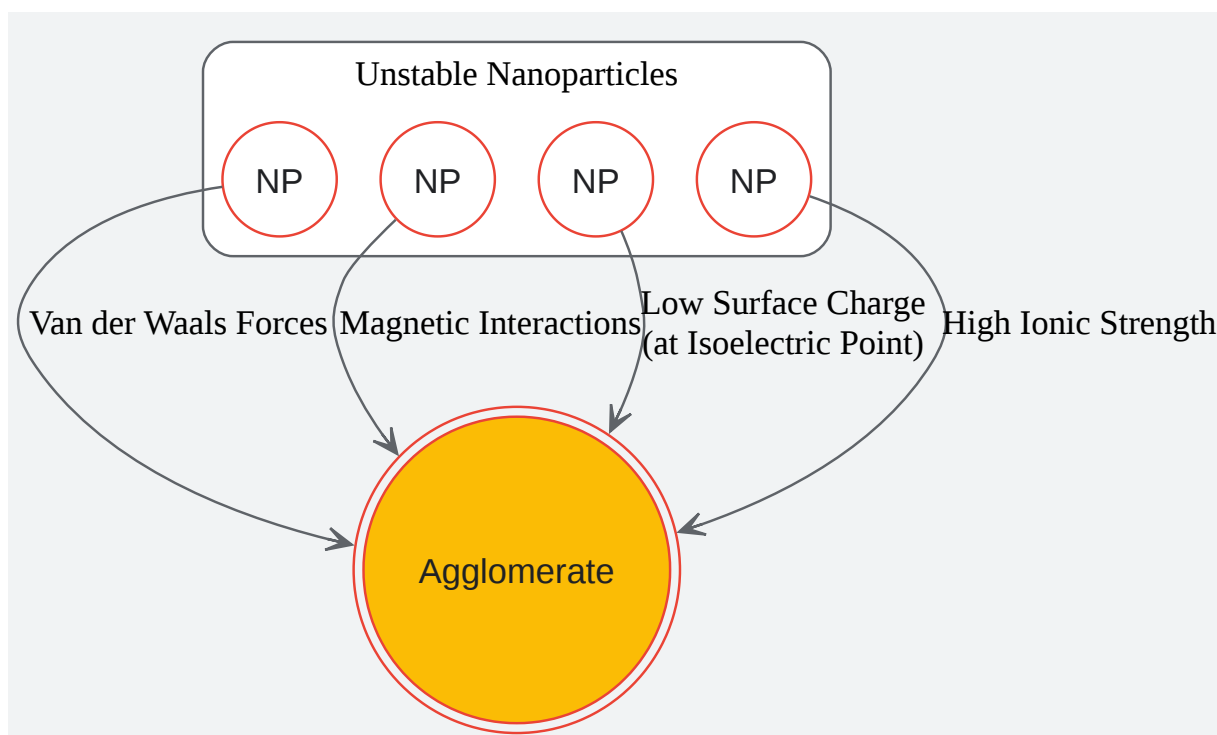 Unstable Nanoparticles
NP NP NP NP
Van der Waals Forces
Magnetic Interactions
Low Surface Charge
(at Isoelectric Point)
High Ionic Strength
Agglomerate